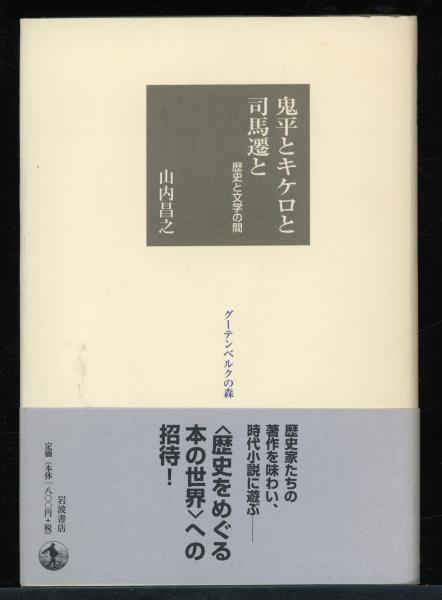 鬼平とキケロと
司馬遷と
歴史と文学の間
山内昌之
グーテンベルクの森
歴史家たちの
著作を味わい、
時代小説に遊ぶ――
〈歴史をめぐる
本の世界〉への
招待！
岩波書店
定価（本体一八〇〇円＋税）